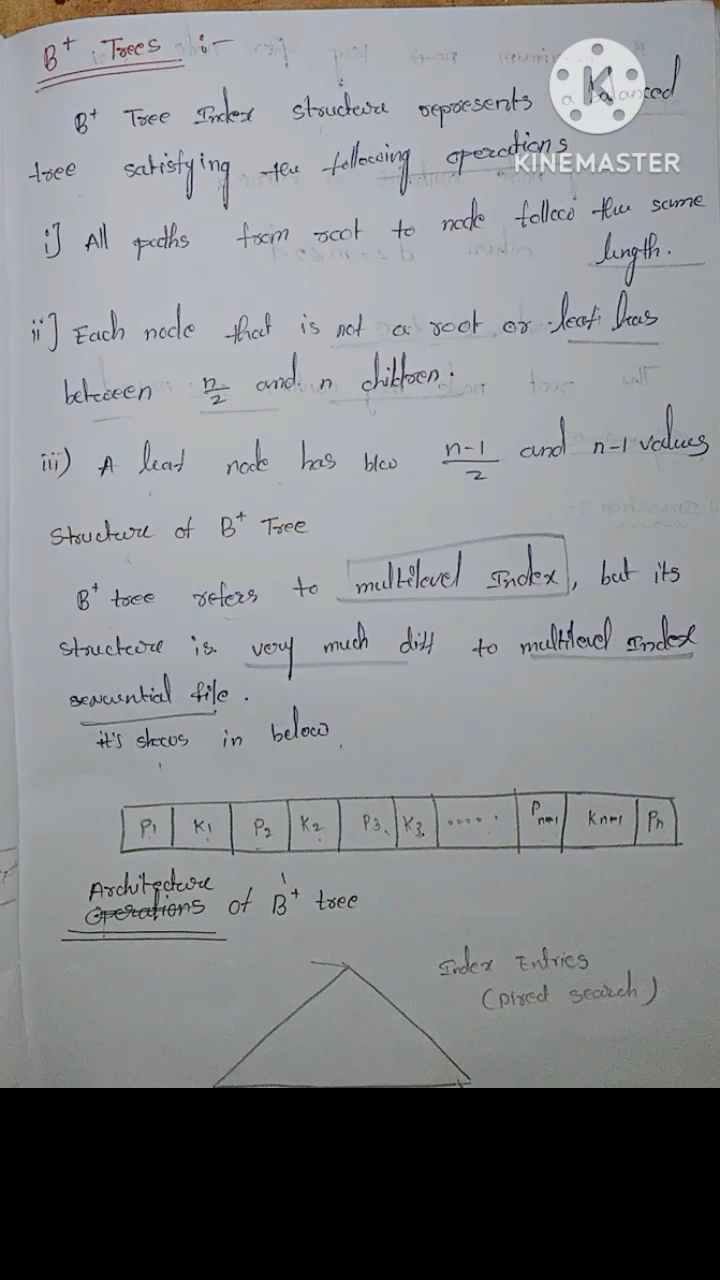 B+ Trees :-
B+ Tree Index structure represents a balanced
KINEMASTER
tree satisfying the following operations
i] All paths from root to node follow the same
length.
ii] Each node that is not a root or leaf has
between n/2 and n children.
iii) A leaf node has b/w n-1/2 and n-1 values
Structure of B+ Tree
B+ tree refers to multilevel Index, but its
structure is very much diff to multilevel Index
sequential file.
it's shows in below.
P1 K1 P2 K2 P3 K3 ..... Pn-1 Kn-1 Pn
Architecture
Operations of B+ tree
Index Entries
(Dired search)